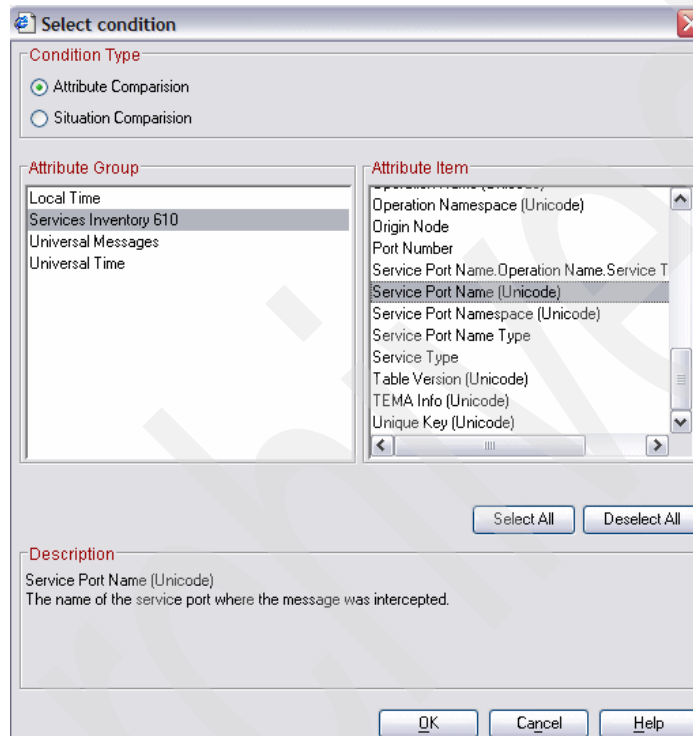 Select condition
Condition Type
Attribute Comparision
Situation Comparision
Attribute Group
Local Time
Services Inventory 610
Universal Messages
Universal Time
Attribute Item
Operation Name (Unicode)
Operation Namespace (Unicode)
Origin Node
Port Number
Service Port Name.Operation Name.Service T
Service Port Name (Unicode)
Service Port Namespace (Unicode)
Service Port Name Type
Service Type
Table Version (Unicode)
TEMA Info (Unicode)
Unique Key (Unicode)
Select All
Deselect All
Description
Service Port Name (Unicode)
The name of the service port where the message was intercepted.
OK
Cancel
Help